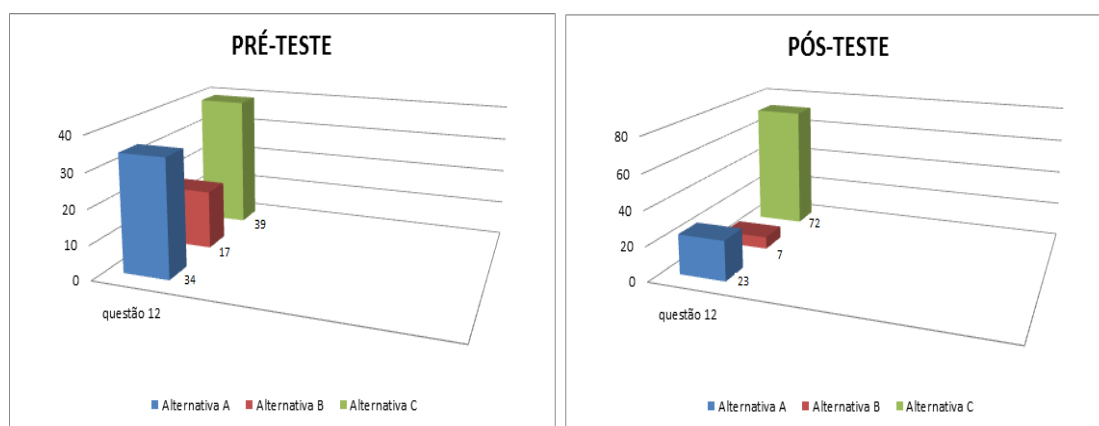 PRÉ-TESTE
40
30
20
10
0
39
17
34
questão 12
Alternativa A Alternativa B Alternativa C
PÓS-TESTE
80
60
40
20
0
72
7
23
questão 12
Alternativa A Alternativa B Alternativa C